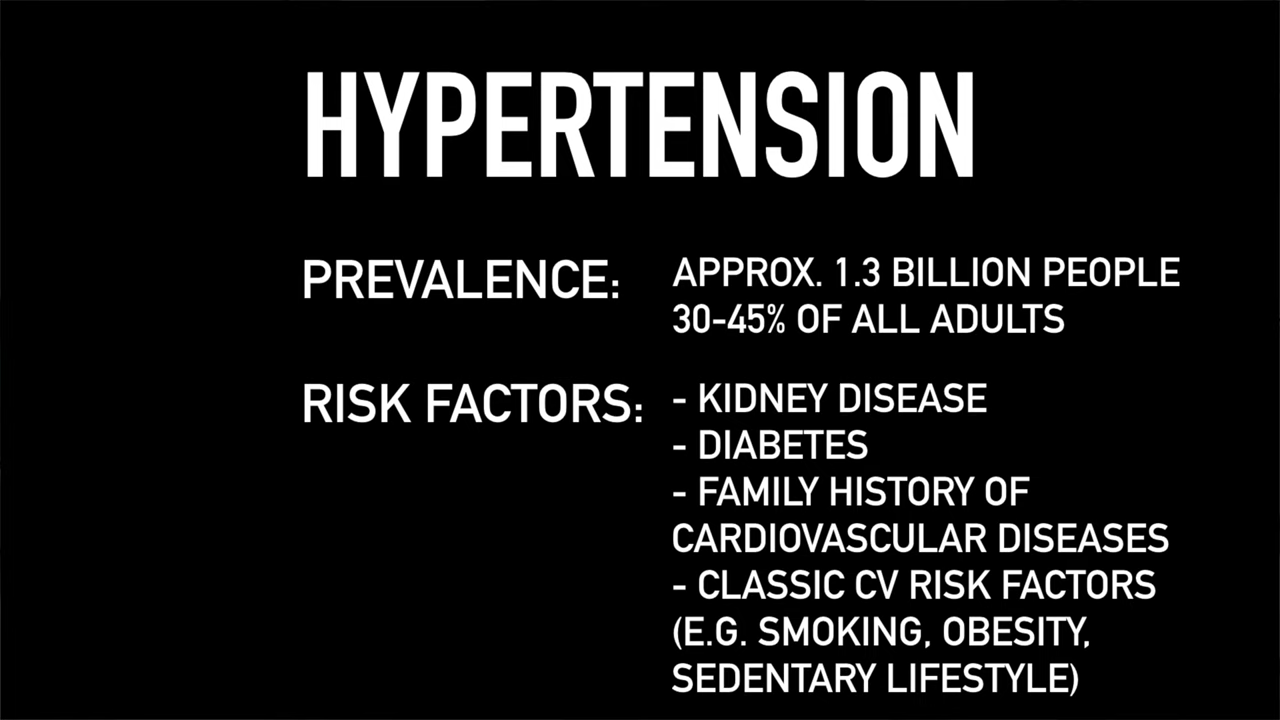 HYPERTENSION
PREVALENCE:
APPROX. 1.3 BILLION PEOPLE
30-45% OF ALL ADULTS
RISK FACTORS:
- KIDNEY DISEASE
- DIABETES
- FAMILY HISTORY OF
CARDIOVASCULAR DISEASES
- CLASSIC CV RISK FACTORS
(E.G. SMOKING, OBESITY,
SEDENTARY LIFESTYLE)